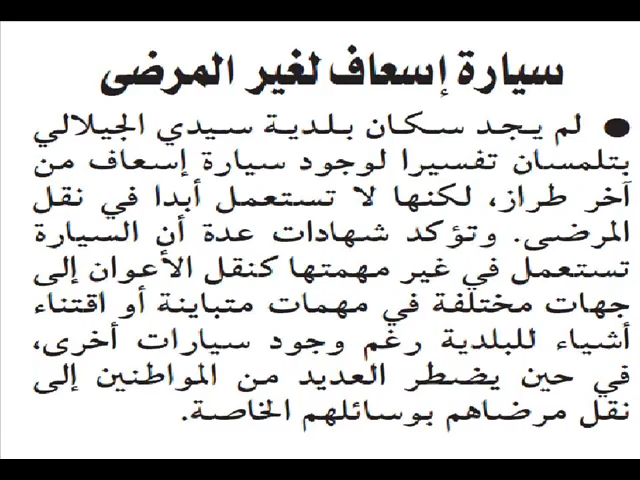 سيارة إسعاف لغير المرضى
● لم يجد سكان بلدية سيدي الجيلالي
بتلمسان تفسيرا لوجود سيارة إسعاف من
آخر طراز، لكنها لا تستعمل أبدا في نقل
المرضى. وتؤكد شهادات عدة أن السيارة
تستعمل في غير مهمتها كنقل الأعوان إلى
جهات مختلفة في مهمات متباينة أو اقتناء
أشياء للبلدية رغم وجود سيارات أخرى،
في حين يضطر العديد من المواطنين إلى
نقل مرضاهم بوسائلهم الخاصة.